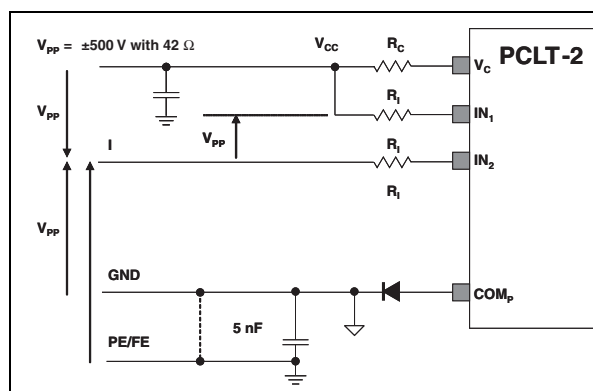 V_PP = ±500 V with 42 Ω
V_CC
R_C
V_C
PCLT-2
V_PP
R_I
IN_1
V_PP
I
R_I
IN_2
R_I
V_PP
GND
COM_P
5 nF
PE/FE